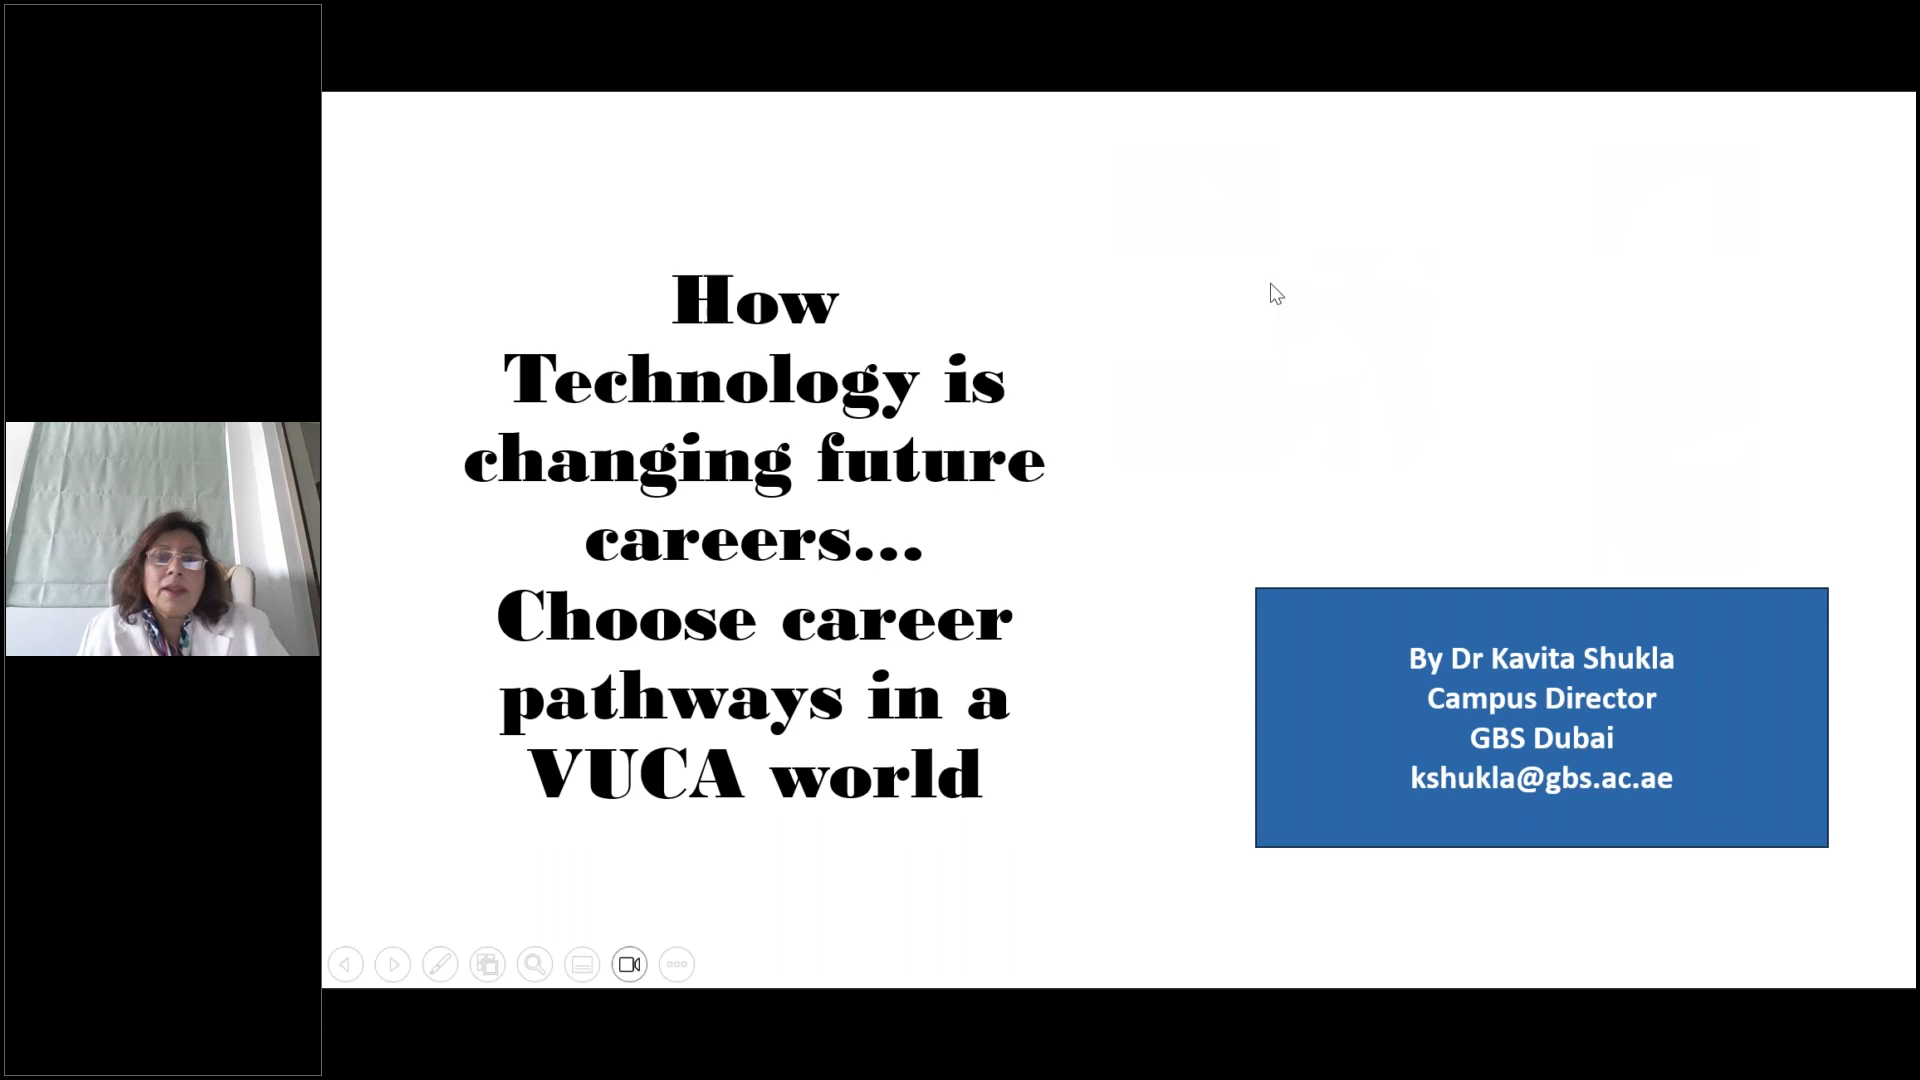 How
Technology is
changing future
careers...
Choose career
pathways in a
VUCA world
By Dr Kavita Shukla
Campus Director
GBS Dubai
kshukla@gbs.ac.ae